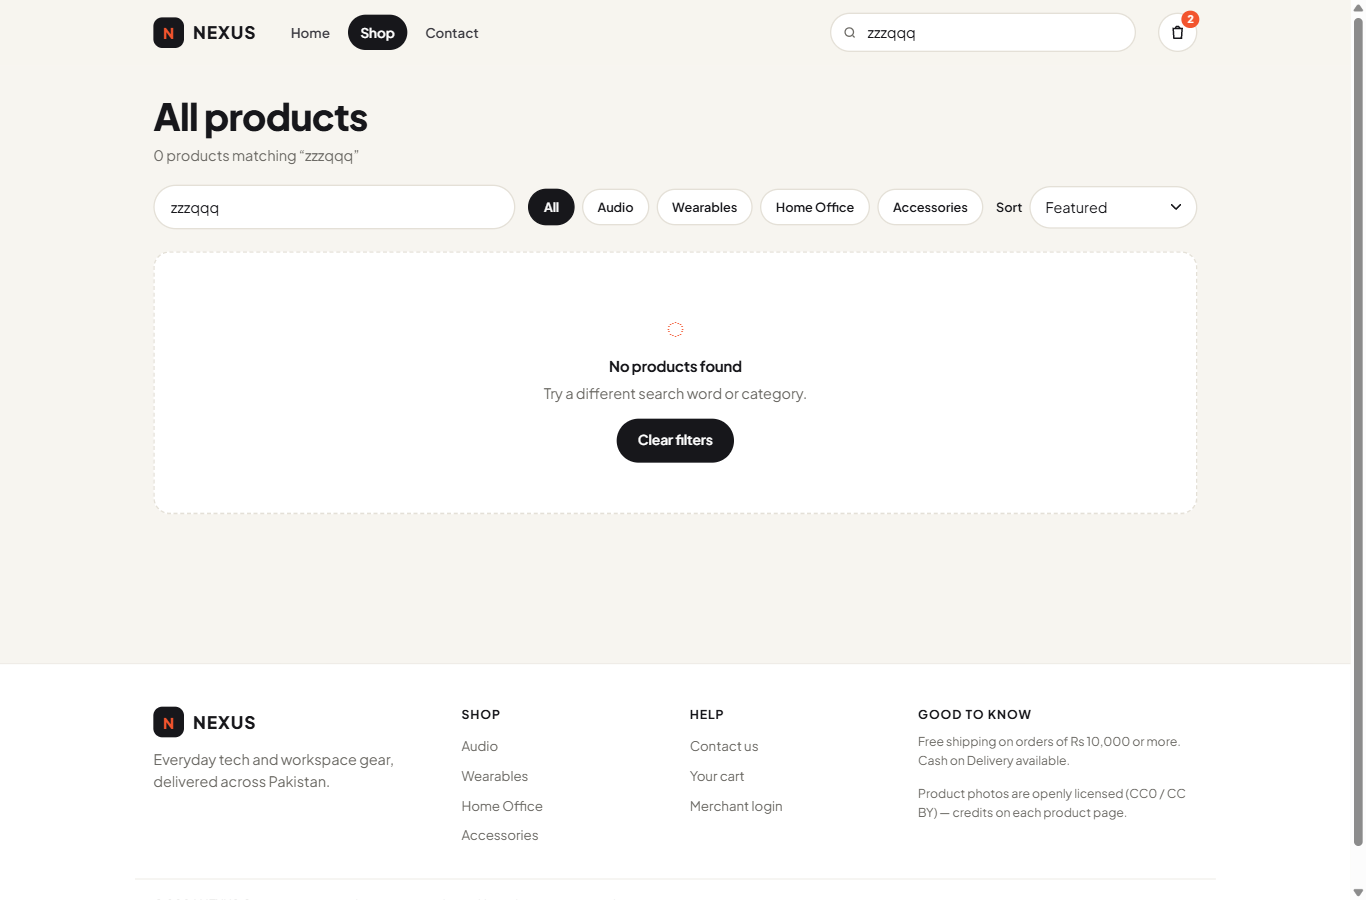 N NEXUS Home Shop Contact zzzqqq 2
All products
0 products matching “zzzqqq”
zzzqqq All Audio Wearables Home Office Accessories Sort Featured
No products found
Try a different search word or category.
Clear filters
N NEXUS
Everyday tech and workspace gear,
delivered across Pakistan.
SHOP
Audio
Wearables
Home Office
Accessories
HELP
Contact us
Your cart
Merchant login
GOOD TO KNOW
Free shipping on orders of Rs 10,000 or more.
Cash on Delivery available.
Product photos are openly licensed (CC0 / CC
BY) — credits on each product page.